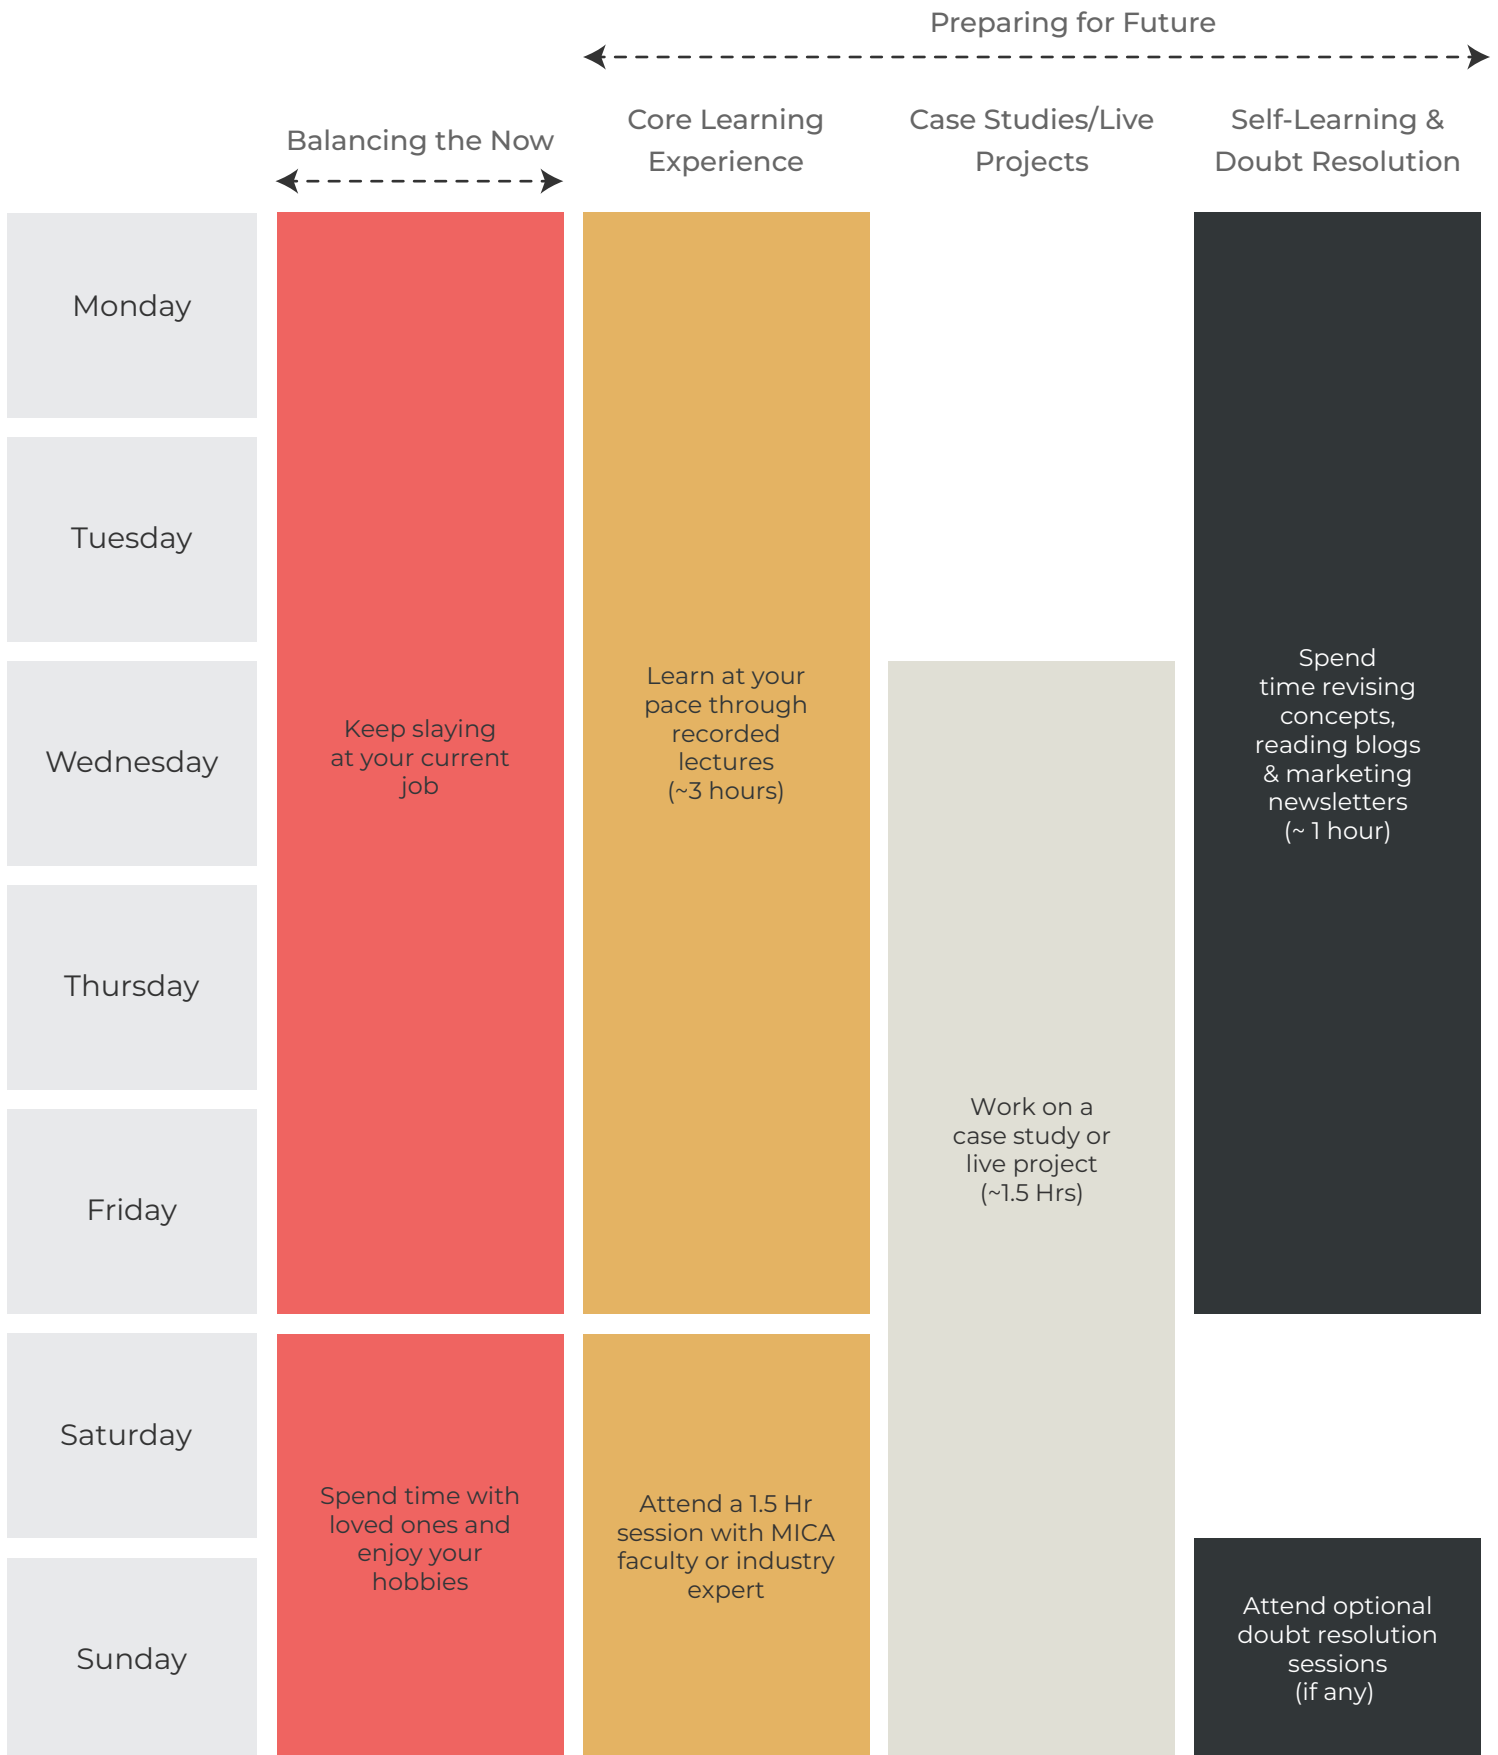 Preparing for Future
Balancing the Now
Core Learning
Experience
Case Studies/Live
Projects
Self-Learning &
Doubt Resolution
Monday
Tuesday
Wednesday
Thursday
Friday
Saturday
Sunday
Keep slaying
at your current
job
Spend time with
loved ones and
enjoy your
hobbies
Learn at your
pace through
recorded
lectures
(~3 hours)
Attend a 1.5 Hr
session with MICA
faculty or industry
expert
Work on a
case study or
live project
(~1.5 Hrs)
Spend
time revising
concepts,
reading blogs
& marketing
newsletters
(~ 1 hour)
Attend optional
doubt resolution
sessions
(if any)